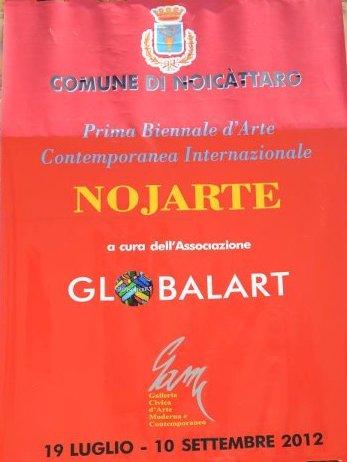 COMUNE DI NOICÀTTARO
Prima Biennale d'Arte
Contemporanea Internazionale
NOJARTE
a cura dell'Associazione
GLOBALART
Gam
Galleria
Civica
d'Arte
Moderna e
Contemporanea
19 LUGLIO - 10 SETTEMBRE 2012